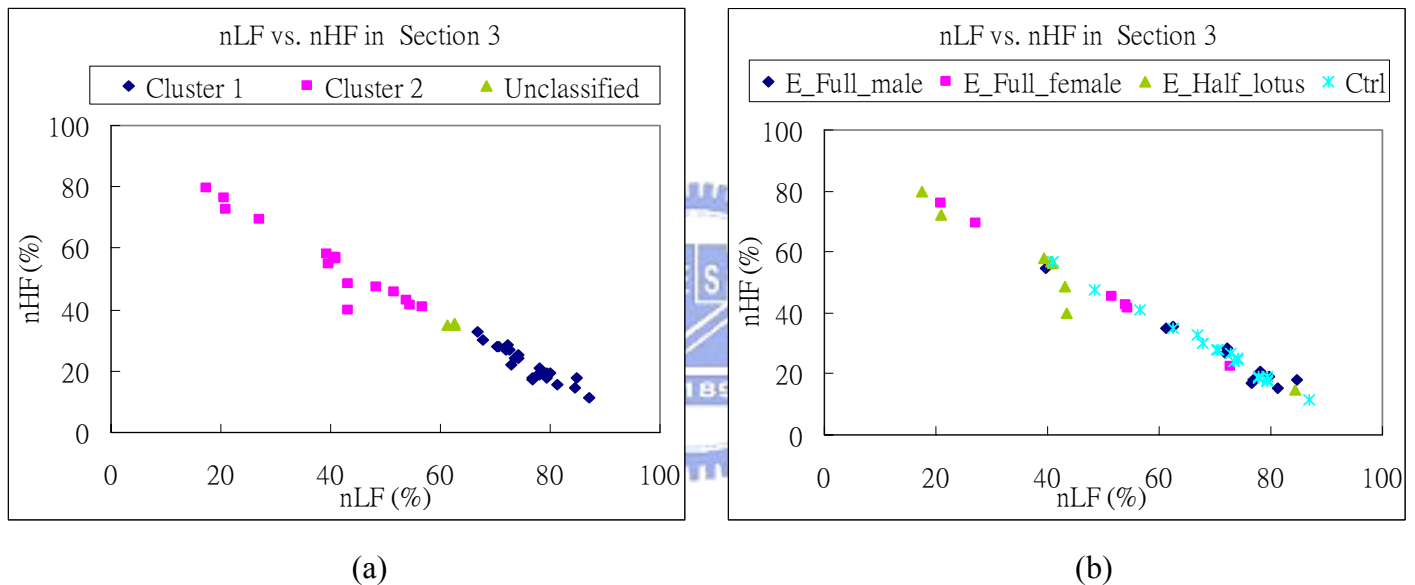 nLF vs. nHF in Section 3
Cluster 1 Cluster 2 Unclassified
100
80
60
40
20
0
nHF (%)
0 20 40 60 80 100
nLF (%)
(a)
nLF vs. nHF in Section 3
E_Full_male E_Full_female E_Half_lotus Ctrl
100
80
60
40
20
0
nHF (%)
0 20 40 60 80 100
nLF (%)
(b)
E S
189